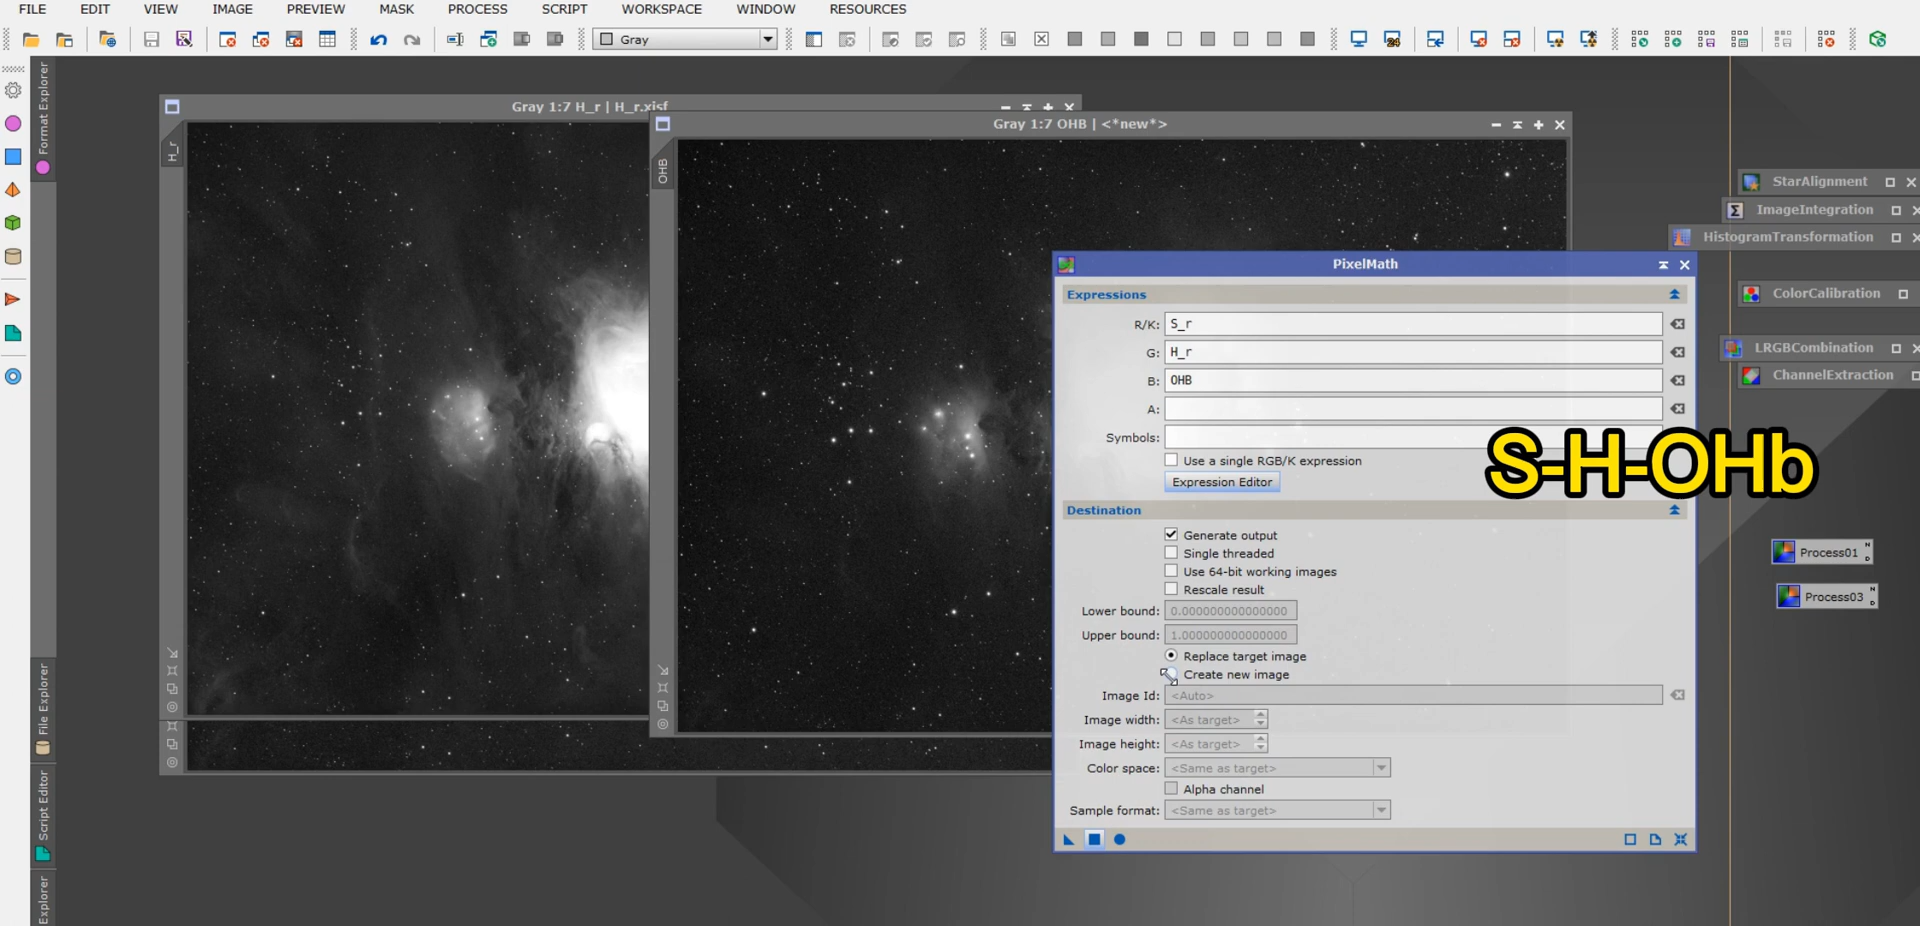 FILE EDIT VIEW IMAGE PREVIEW MASK PROCESS SCRIPT WORKSPACE WINDOW RESOURCES
Gray
24
Format Explorer
File Explorer
Script Editor
Explorer
Gray 1:7 H_r | H_r.xisf
H_r
Gray 1:7 OHB | <*new*>
OHB
PixelMath
Expressions
R/K: S_r
G: H_r
B: OHB
A:
Symbols:
Use a single RGB/K expression
Expression Editor
Destination
Generate output
Single threaded
Use 64-bit working images
Rescale result
Lower bound: 0.000000000000000
Upper bound: 1.000000000000000
Replace target image
Create new image
Image Id: <Auto>
Image width: <As target>
Image height: <As target>
Color space: <Same as target>
Alpha channel
Sample format: <Same as target>
StarAlignment
ImageIntegration
HistogramTransformation
ColorCalibration
LRGBCombination
ChannelExtraction
S-H-OHb
Process01 N D
Process03 N D